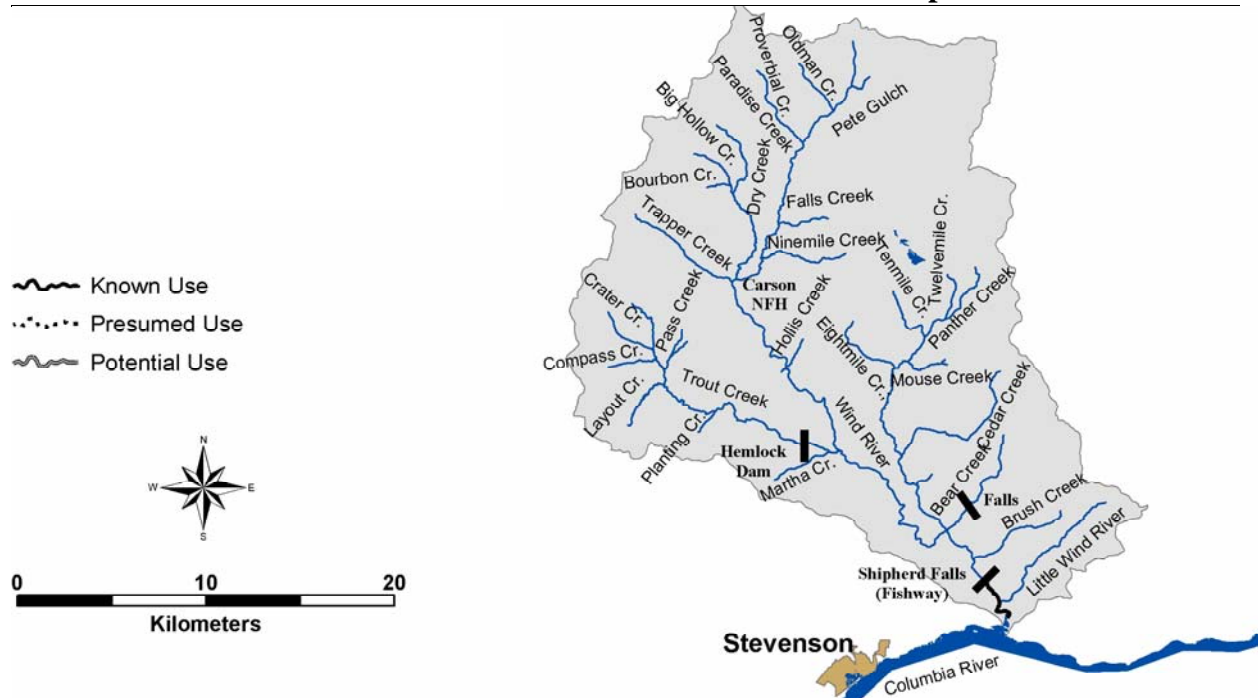 Oldman Cr.
Proverbial Cr.
Paradise Creek
Pete Gulch
Big Hollow Cr.
Dry Creek
Bourbon Cr.
Falls Creek
Trapper Creek
Ninemile Creek
Twelvemile Cr.
Tenmile Cr.
Panther Creek
Carson
NFH
Known Use
Presumed Use
Potential Use
Crater Cr.
Pass Creek
Hollis Creek
Eightmile Cr.
Compass Cr.
Mouse Creek
Layout Cr.
Trout Creek
Cedar Creek
Planting Cr.
Wind River
Hemlock
Dam
Martha Cr.
Bear Creek
Falls
Brush Creek
Little Wind River
Shipherd Falls
(Fishway)
N
W E
S
0 10 20
Kilometers
Stevenson
Columbia River